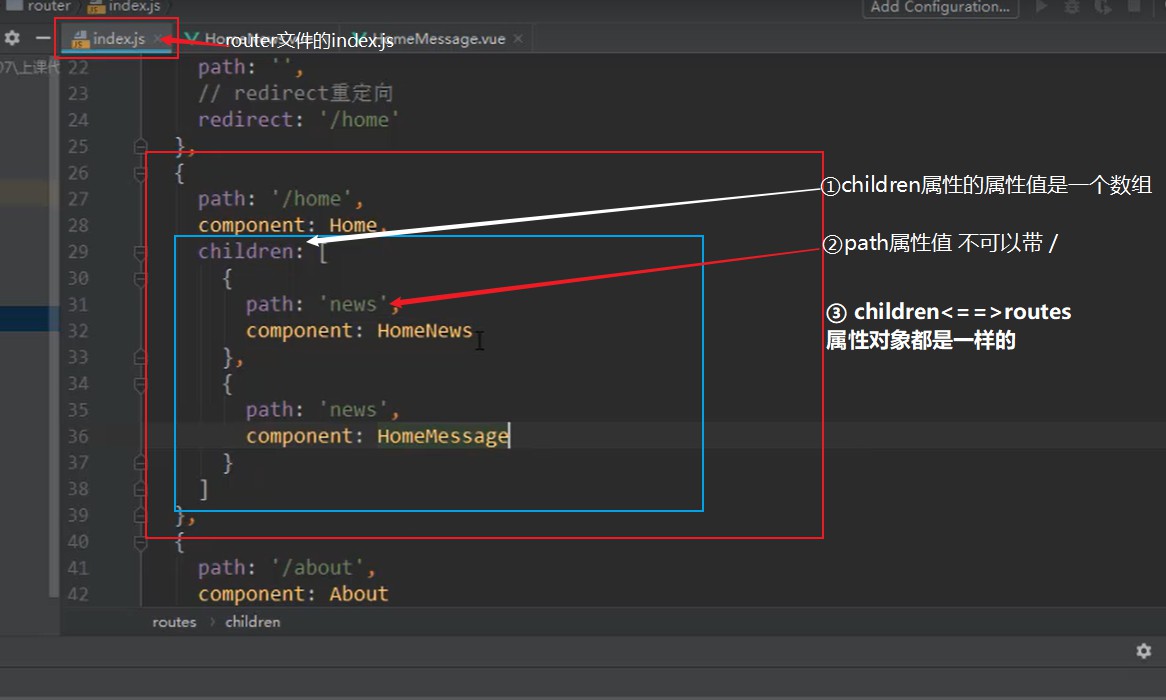 router index.js
Add Configuration...
index.js
router文件的index.js
HomeMessage.vue
22 path: '',
23 // redirect重定向
24 redirect: '/home'
25 },
26 {
27 path: '/home',
①children属性的属性值是一个数组
28 component: Home,
29 children: [
②path属性值 不可以带 /
30 {
31 path: 'news',
③ children<==>routes
32 component: HomeNews
属性对象都是一样的
33 },
34 {
35 path: 'news',
36 component: HomeMessage
37 }
38 ]
39 },
40 {
41 path: '/about',
42 component: About
routes › children